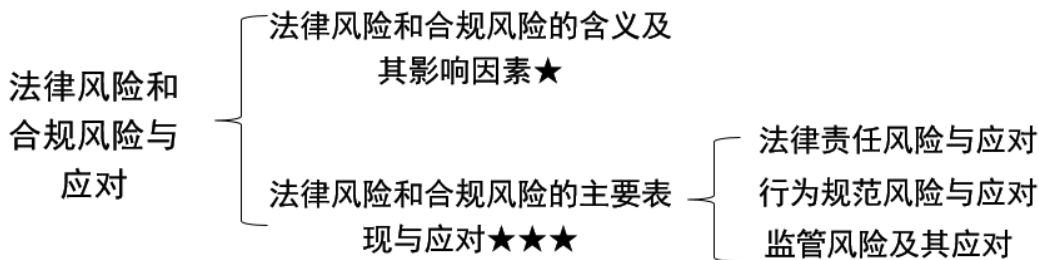 法律风险和
合规风险与
应对
法律风险和合规风险的含义及
其影响因素★
法律风险和合规风险的主要表
现与应对★★★
法律责任风险与应对
行为规范风险与应对
监管风险及其应对